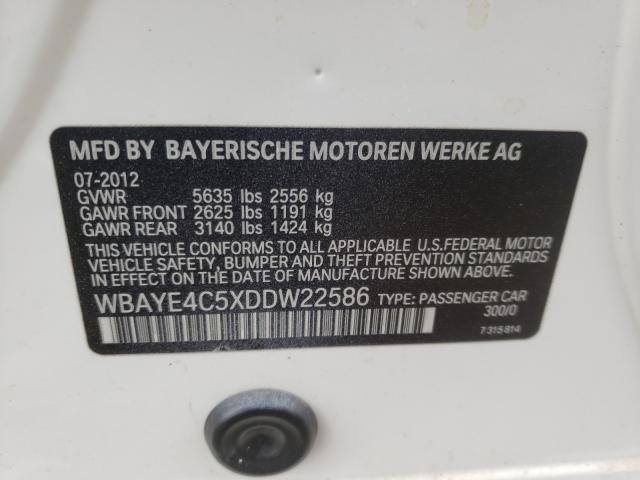 MFD BY BAYERISCHE MOTOREN WERKE AG
07-2012
GVWR 5635 lbs 2556 kg
GAWR FRONT 2625 lbs 1191 kg
GAWR REAR 3140 lbs 1424 kg
THIS VEHICLE CONFORMS TO ALL APPLICABLE U.S.FEDERAL MOTOR
VEHICLE SAFETY, BUMPER AND THEFT PREVENTION STANDARDS
IN EFFECT ON THE DATE OF MANUFACTURE SHOWN ABOVE.
WBAYE4C5XDDW22586 TYPE: PASSENGER CAR
300/0
7 315 814